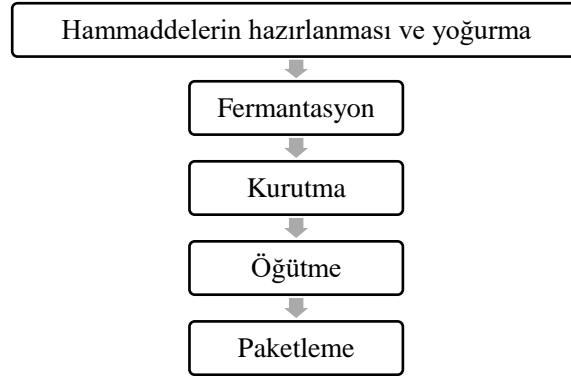 Hammaddelerin hazırlanması ve yoğurma
Fermantasyon
Kurutma
Öğütme
Paketleme